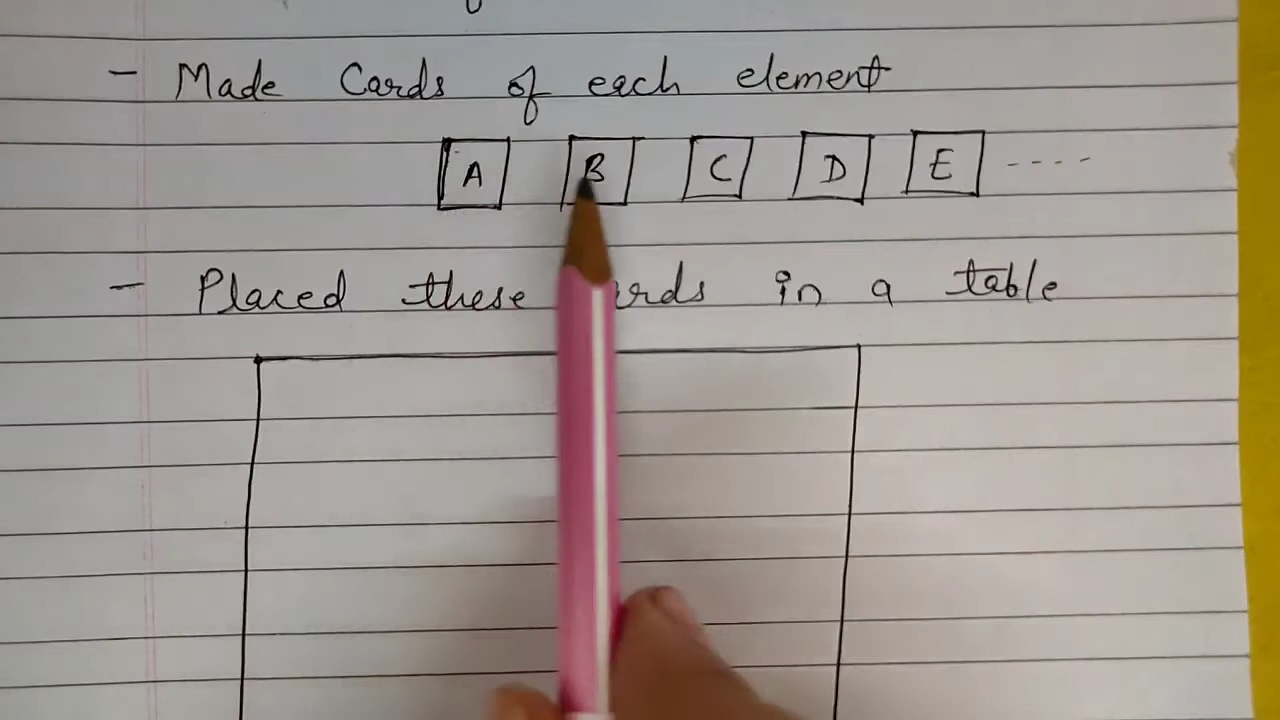 - Made Cards of each element
A B C D E ----
- Placed these in a table